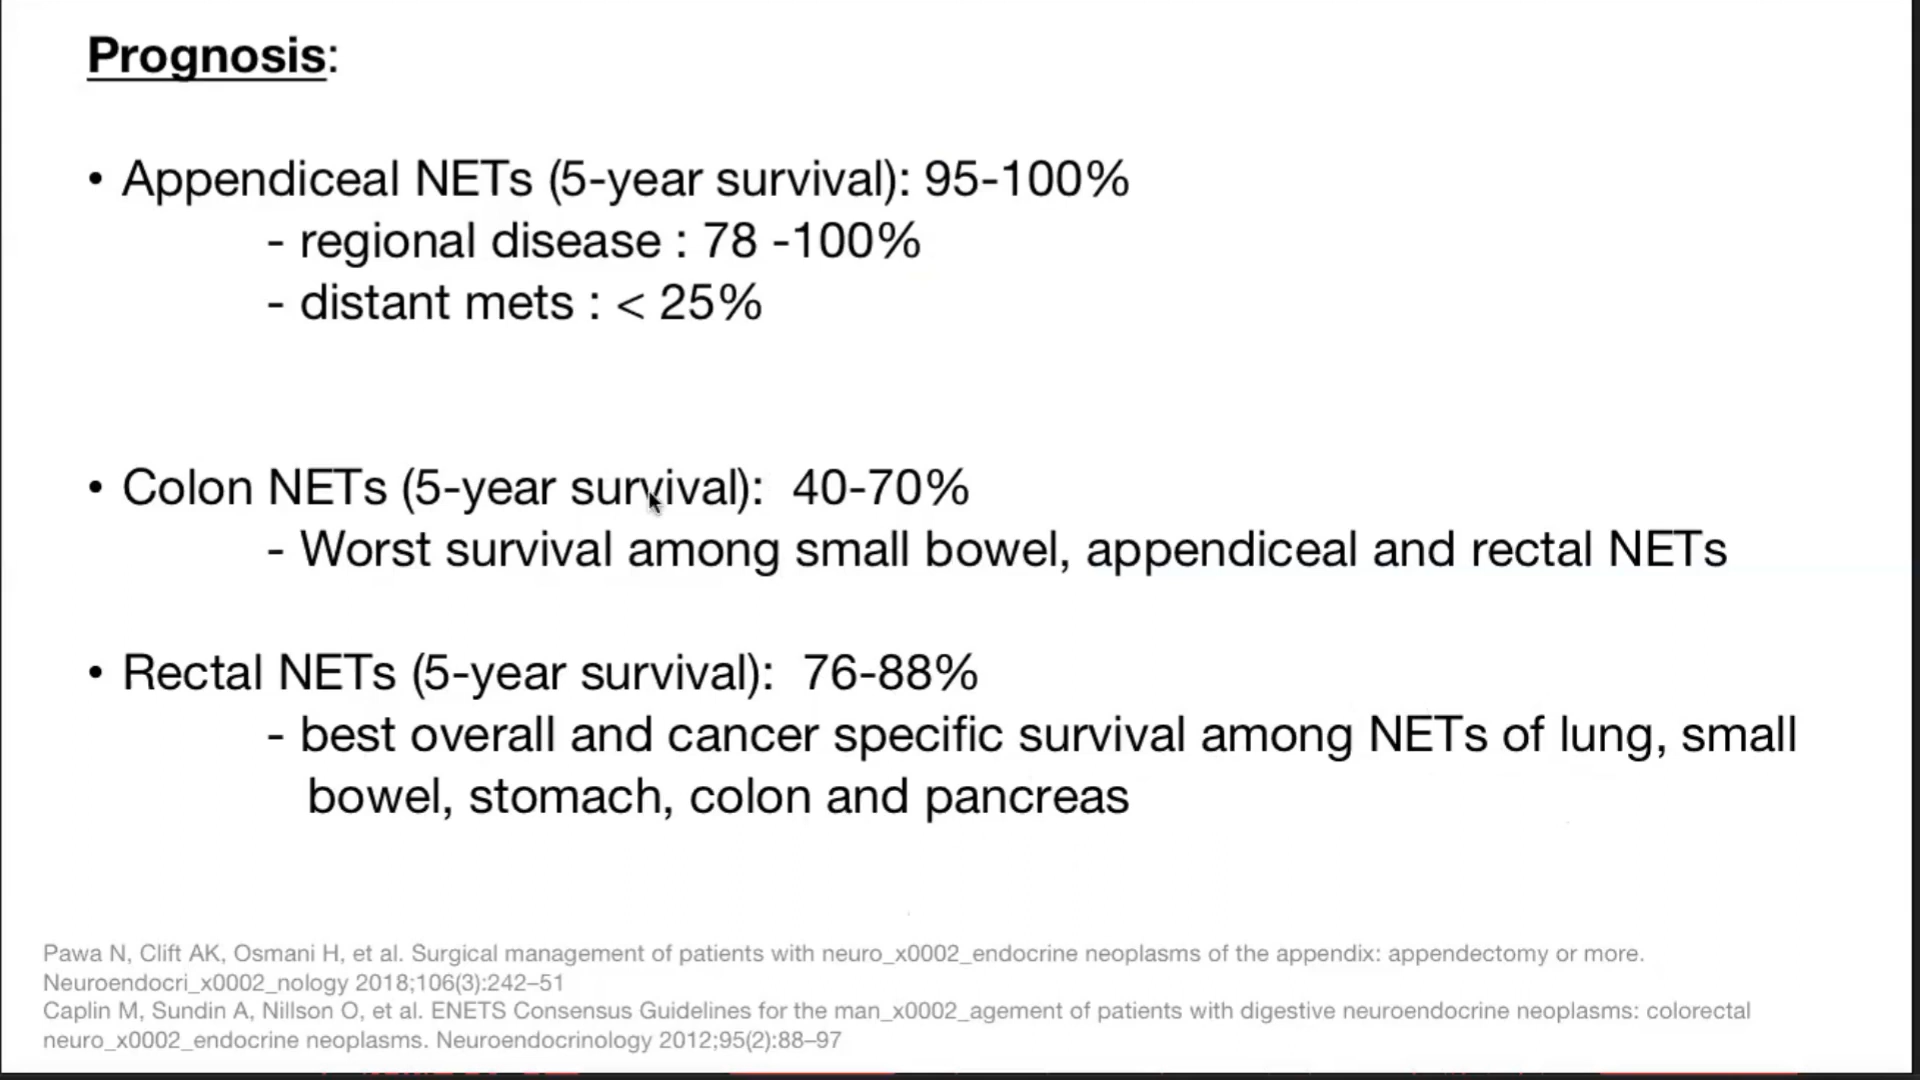 Prognosis:
• Appendiceal NETs (5-year survival): 95-100%
- regional disease : 78 -100%
- distant mets : < 25%
• Colon NETs (5-year survival):  40-70%
- Worst survival among small bowel, appendiceal and rectal NETs
• Rectal NETs (5-year survival):  76-88%
- best overall and cancer specific survival among NETs of lung, small
bowel, stomach, colon and pancreas
Pawa N, Clift AK, Osmani H, et al. Surgical management of patients with neuro_x0002_endocrine neoplasms of the appendix: appendectomy or more.
Neuroendocri_x0002_nology 2018;106(3):242–51
Caplin M, Sundin A, Nillson O, et al. ENETS Consensus Guidelines for the man_x0002_agement of patients with digestive neuroendocrine neoplasms: colorectal
neuro_x0002_endocrine neoplasms. Neuroendocrinology 2012;95(2):88–97